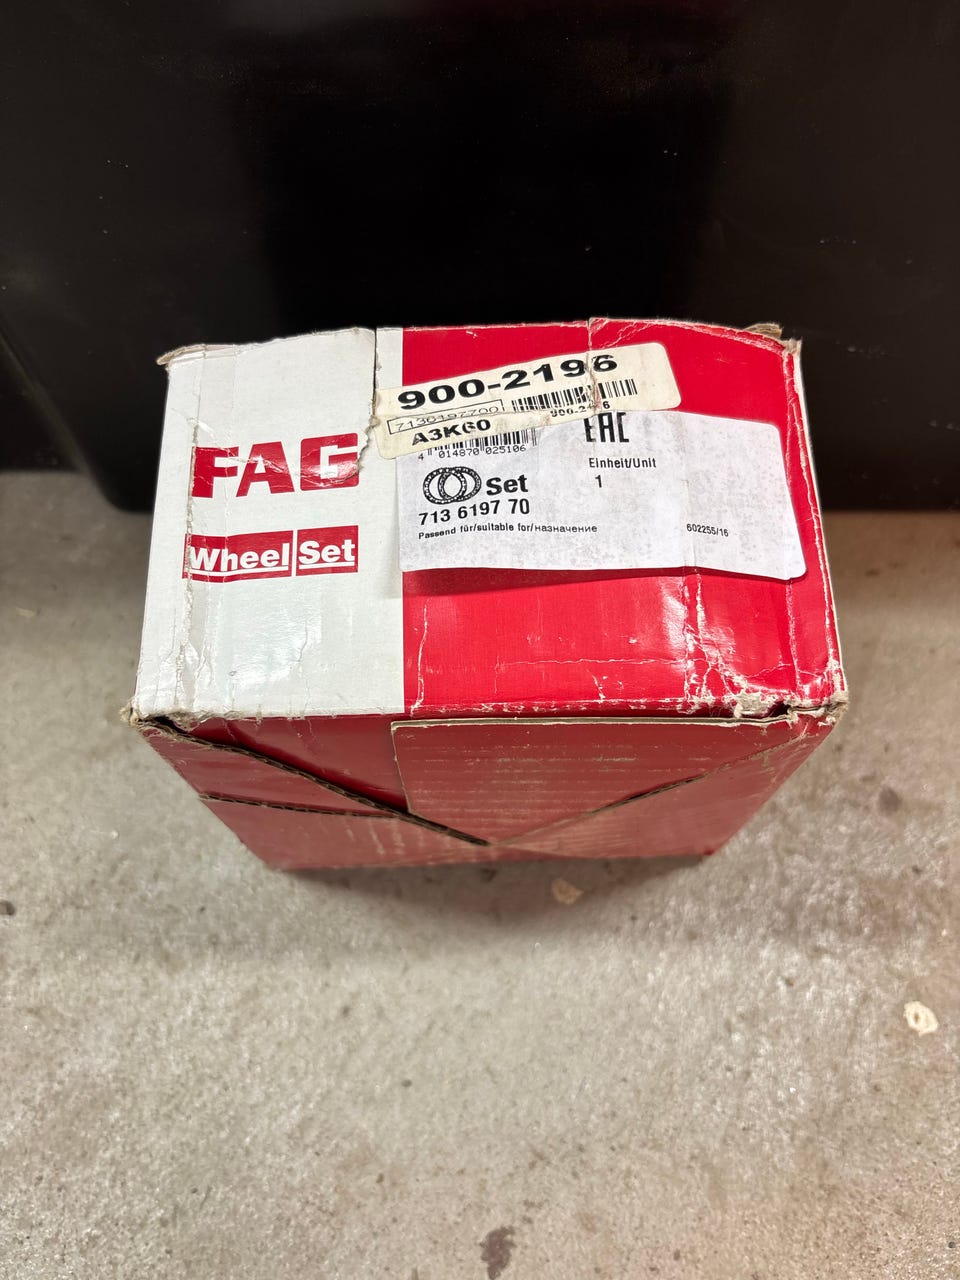 FAG
Wheel Set
900-2196
7136197700
900-2196
A3K60
4 014870 025106
EAC
Set
713 6197 70
Einheit/Unit
1
Passend für/suitable for/назначение
602255/16